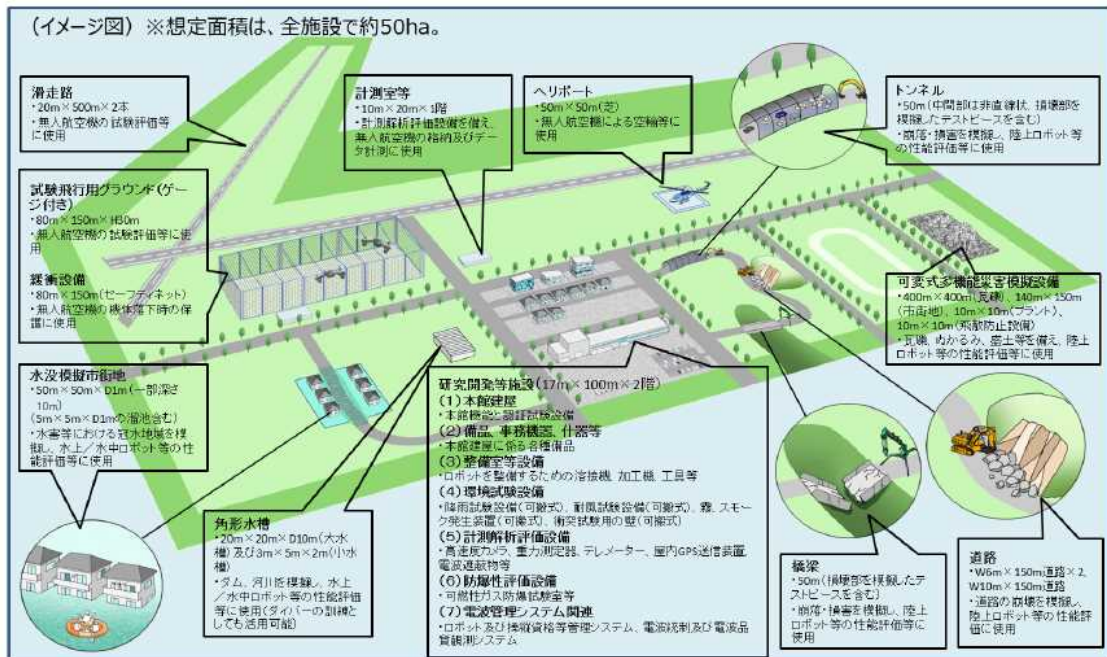 (イメージ図) ※想定面積は、全施設で約50ha。
滑走路
・20m×500m×2本
・無人航空機の試験評価等
に使用
計測室等
・10m×20m×1階
・計測解析評価設備を備え、
無人航空機の格納及びデー
タ計測に使用
ヘリポート
・50m×50m(芝)
・無人航空機による空輸等に
使用
トンネル
・50m(中間部は非直線状、損壊部を
模擬したテストピースを含む)
・崩落・損害を模擬し、陸上ロボット等
の性能評価等に使用
試験飛行用グラウンド(ゲー
ジ付き)
・80m×150m×H30m
・無人航空機の試験評価等に使
用
緩衝設備
・80m×150m(セーフティネット)
・無人航空機の機体落下時の保
護に使用
可変式多機能災害模擬設備
・400m×400m(瓦礫)、140m×150m
(市街地)、10m×10m(プラント)、
10m×10m(飛散防止設備)
・瓦礫、ぬかるみ、盛土等を備え、陸上
ロボット等の性能評価等に使用
水没模擬市街地
・50m×50m×D1m(一部深さ
10m)
(5m×5m×D1mの溜池含む)
・水害等における冠水地域を模
擬し、水上/水中ロボット等の性
能評価等に使用
角形水槽
・20m×20m×D10m(大水
槽)及び3m×5m×2m(小水
槽)
・ダム、河川を模擬し、水上
/水中ロボット等の性能評価
等に使用(ダイバーの訓練と
しても活用可能)
研究開発等施設(17m×100m×2階)
(1)本館建屋
・本館機能と認証試験設備
(2)備品、事務機器、什器等
・本館建屋に係る各種備品
(3)整備室等設備
・ロボットを整備するための溶接機、加工機、工具等
(4)環境試験設備
・降雨試験設備(可搬式)、耐風試験設備(可搬式)、霧、スモー
ク発生装置(可搬式)、衝突試験用の壁(可搬式)
(5)計測解析評価設備
・高速度カメラ、重力測定器、テレメーター、屋内GPS送信装置、
電波遮蔽物等
(6)防爆性評価設備
・可燃性ガス防爆試験室等
(7)電波管理システム関連
・ロボット及び操縦資格等管理システム、電波統制及び電波品
質観測システム
橋梁
・50m(損壊部を模擬したテ
ストピースを含む)
・崩落・損害を模擬し、陸上
ロボット等の性能評価等に
使用
道路
・W6m×150m道路×2、
W10m×150m道路
・道路の崩壊を模擬し、
陸上ロボット等の性能評
価に使用